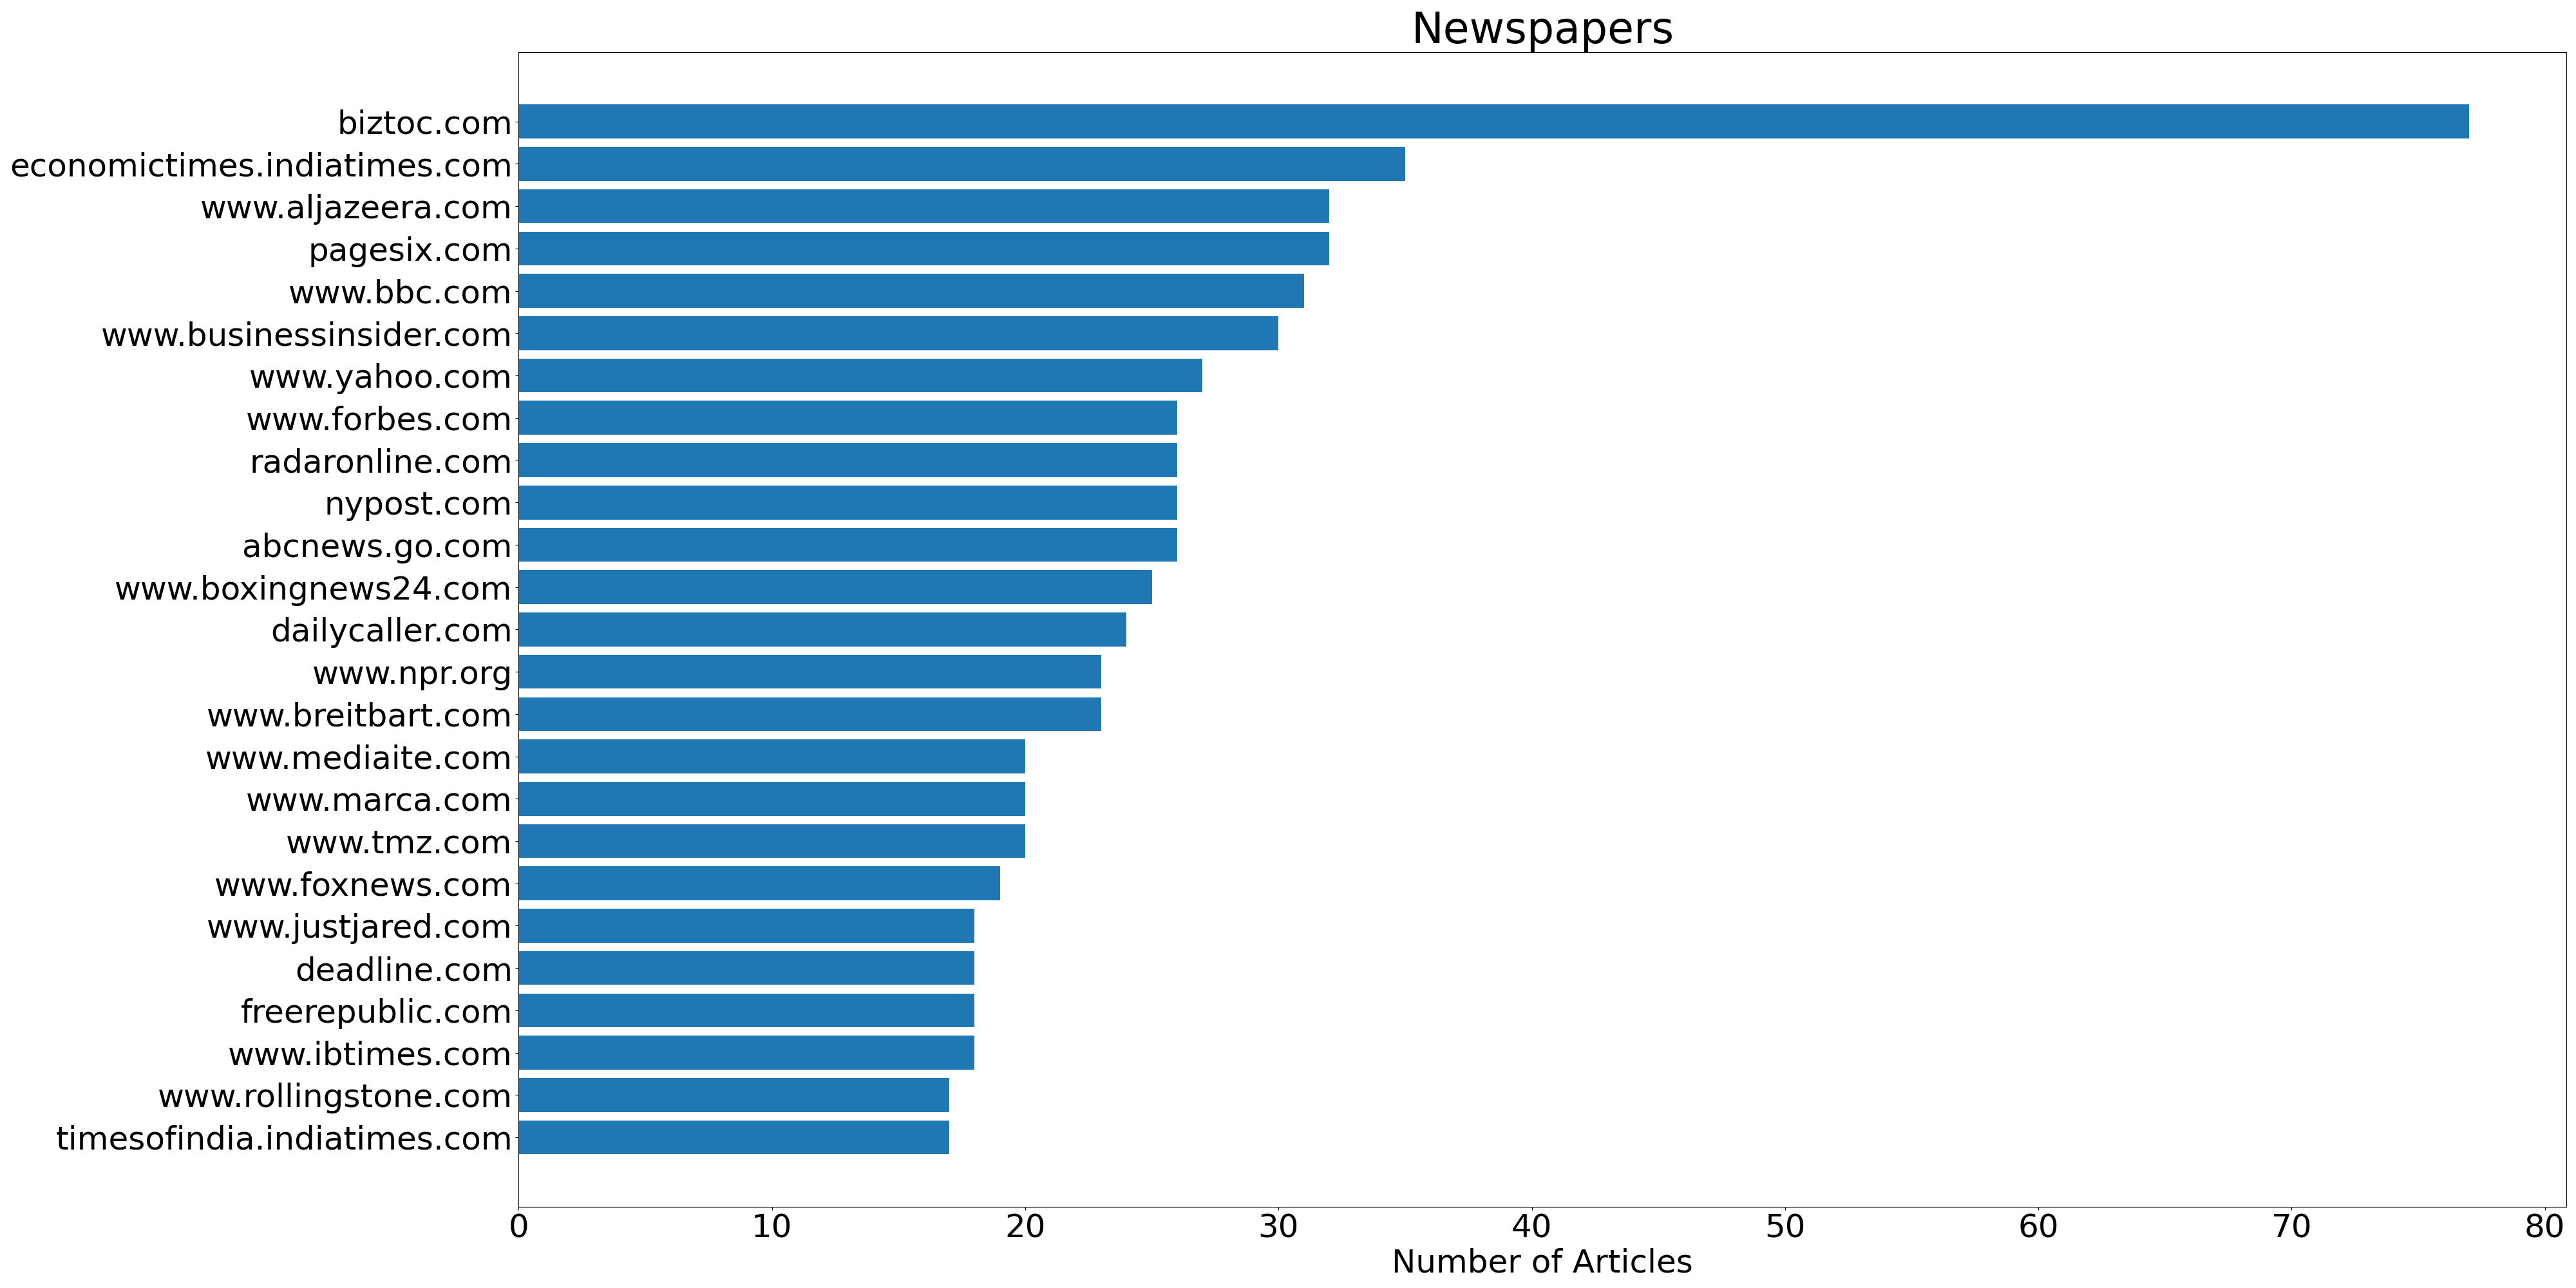 Newspapers
biztoc.com
economictimes.indiatimes.com
www.aljazeera.com
pagesix.com
www.bbc.com
www.businessinsider.com
www.yahoo.com
www.forbes.com
radaronline.com
nypost.com
abcnews.go.com
www.boxingnews24.com
dailycaller.com
www.npr.org
www.breitbart.com
www.mediaite.com
www.marca.com
www.tmz.com
www.foxnews.com
www.justjared.com
deadline.com
freerepublic.com
www.ibtimes.com
www.rollingstone.com
timesofindia.indiatimes.com
0 10 20 30 40 50 60 70 80
Number of Articles